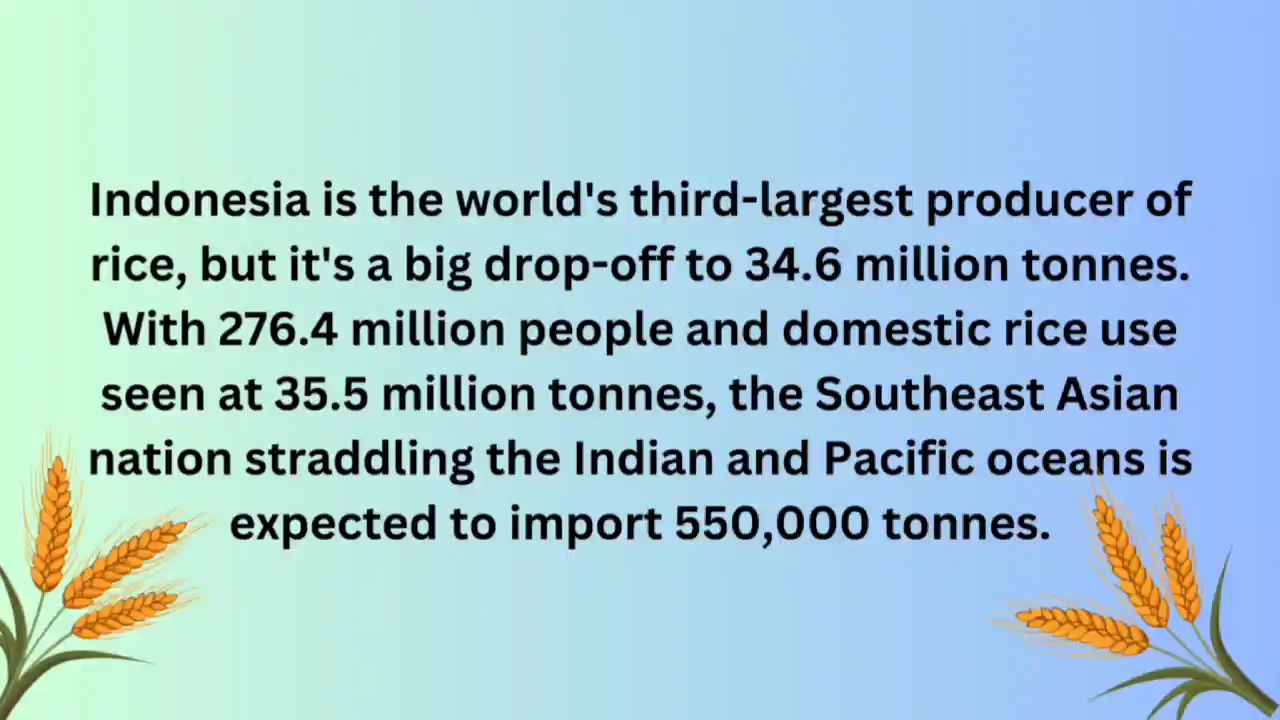 Indonesia is the world's third-largest producer of
rice, but it's a big drop-off to 34.6 million tonnes.
With 276.4 million people and domestic rice use
seen at 35.5 million tonnes, the Southeast Asian
nation straddling the Indian and Pacific oceans is
expected to import 550,000 tonnes.